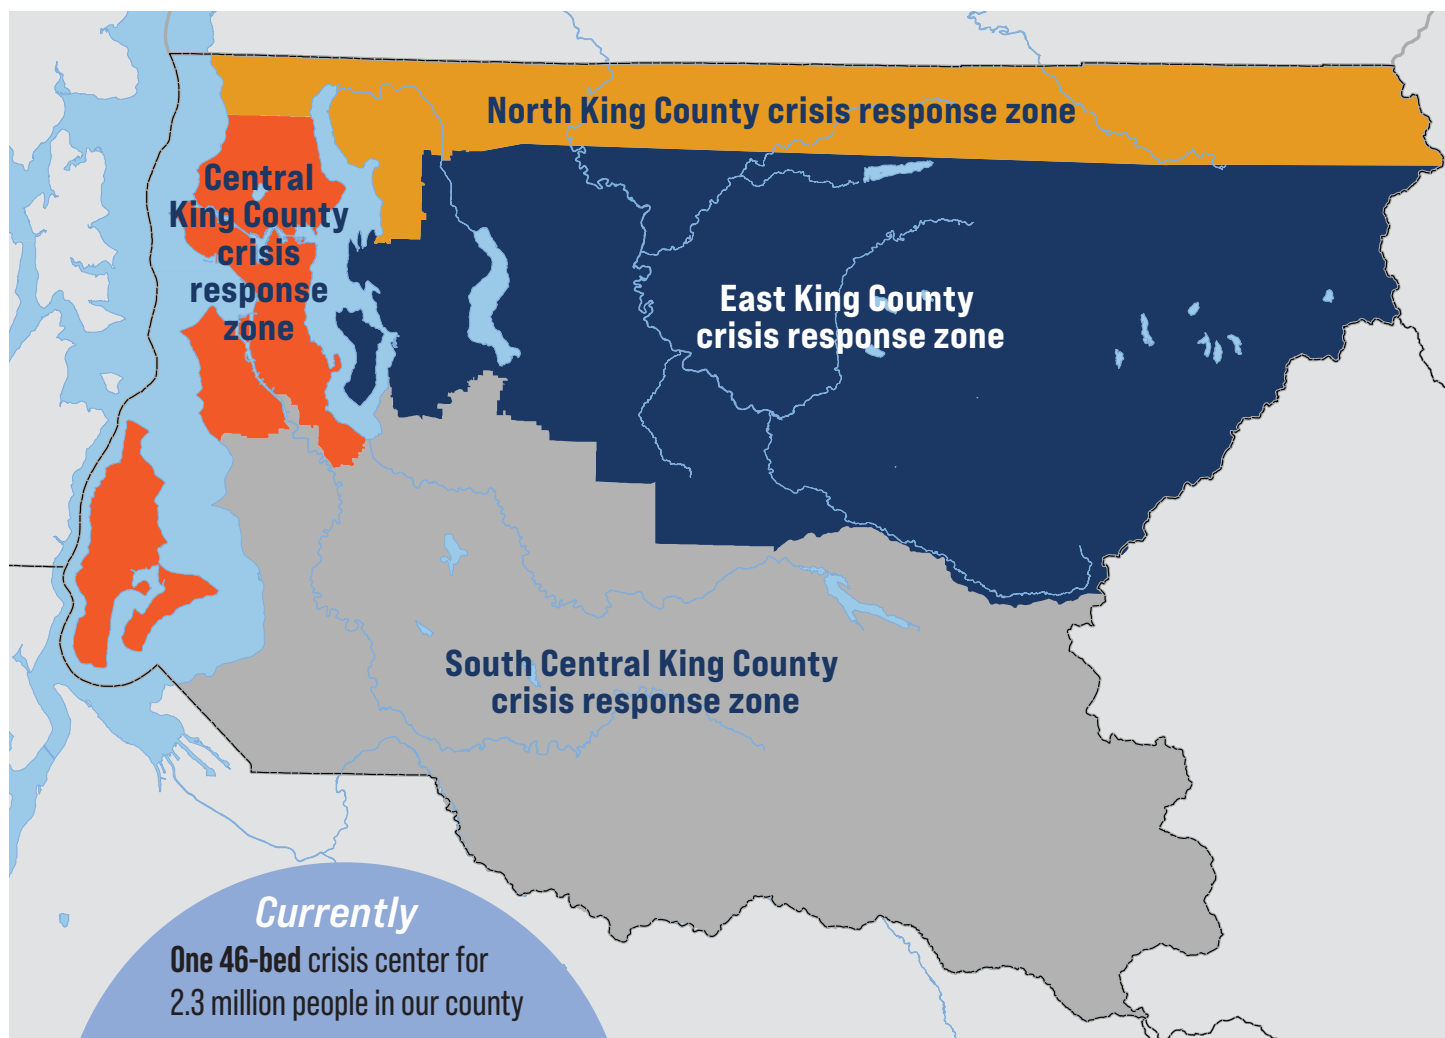 North King County crisis response zone
Central
King County
crisis
response
zone
East King County
crisis response zone
South Central King County
crisis response zone
Currently
One 46-bed crisis center for
2.3 million people in our county